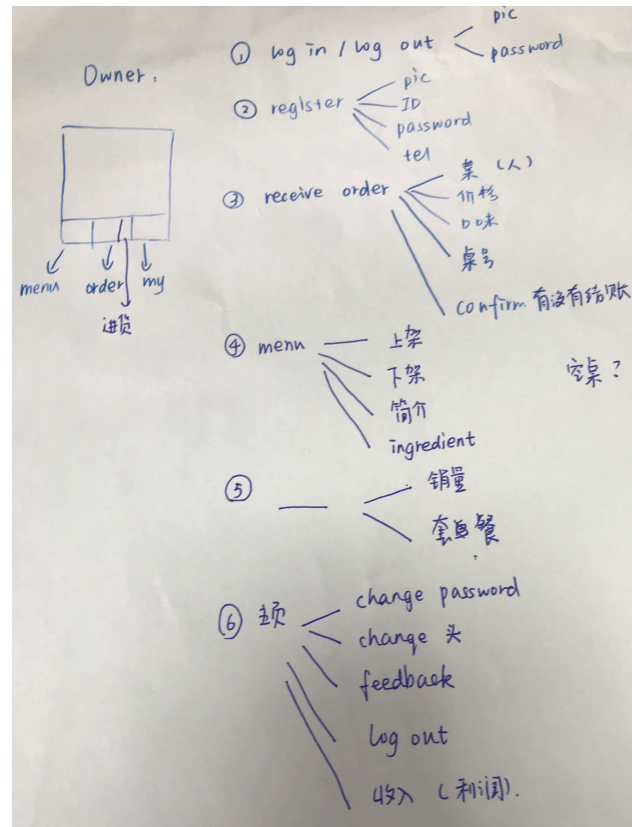 Owner.
① log in / log out
pic
password
② register
pic
ID
password
tel
③ receive order
菜 (人)
价格
口味
桌号
confirm 有没有结账
menu
order
my
进货
④ menu
上架
下架
简介
ingredient
空桌?
⑤
销量
套餐
⑥ 主页
change password
change 头
feedback
log out
收入 (利润).